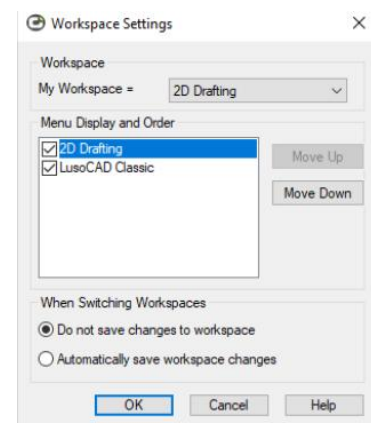 Workspace Settings
Workspace
My Workspace = 2D Drafting
Menu Display and Order
2D Drafting
LusoCAD Classic
Move Up
Move Down
When Switching Workspaces
Do not save changes to workspace
Automatically save workspace changes
OK Cancel Help